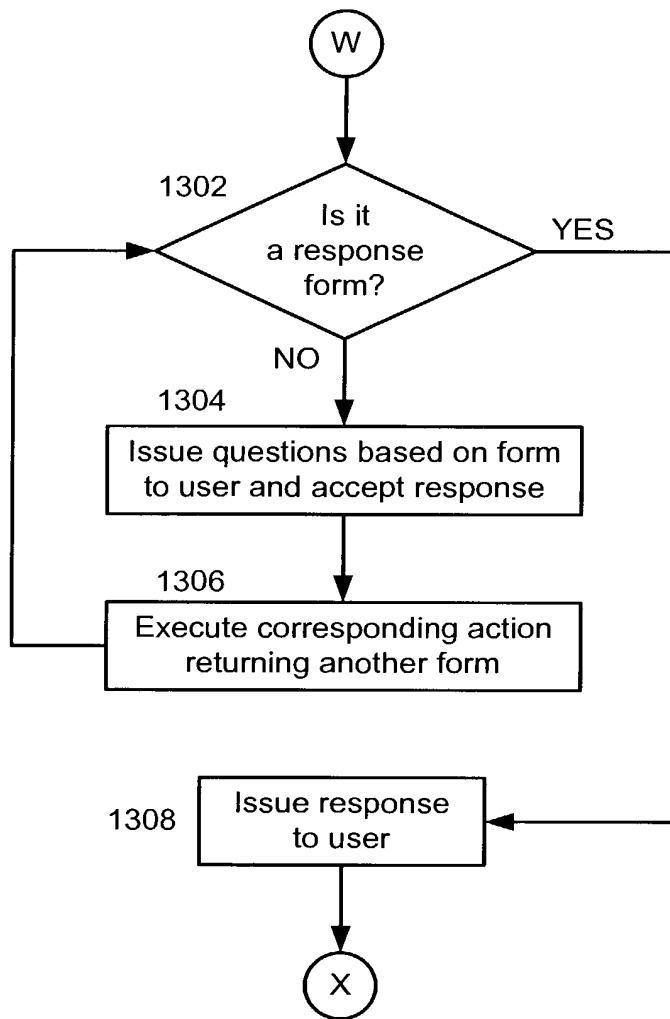 W
1302
Is it
a response
form?
YES
NO
1304
Issue questions based on form
to user and accept response
1306
Execute corresponding action
returning another form
1308
Issue response
to user
X